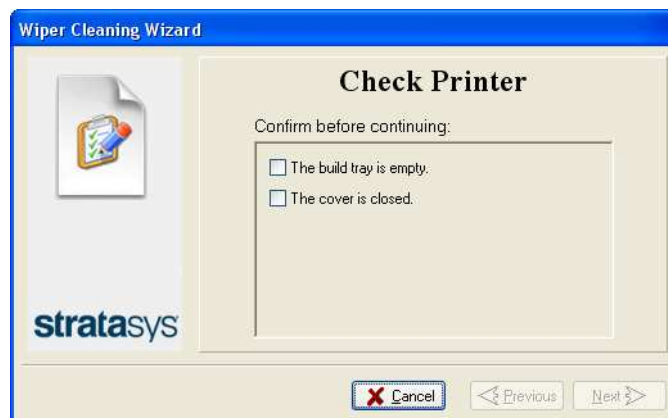 Wiper Cleaning Wizard
Check Printer
Confirm before continuing:
The build tray is empty.
The cover is closed.
stratasys
Cancel
Previous
Next